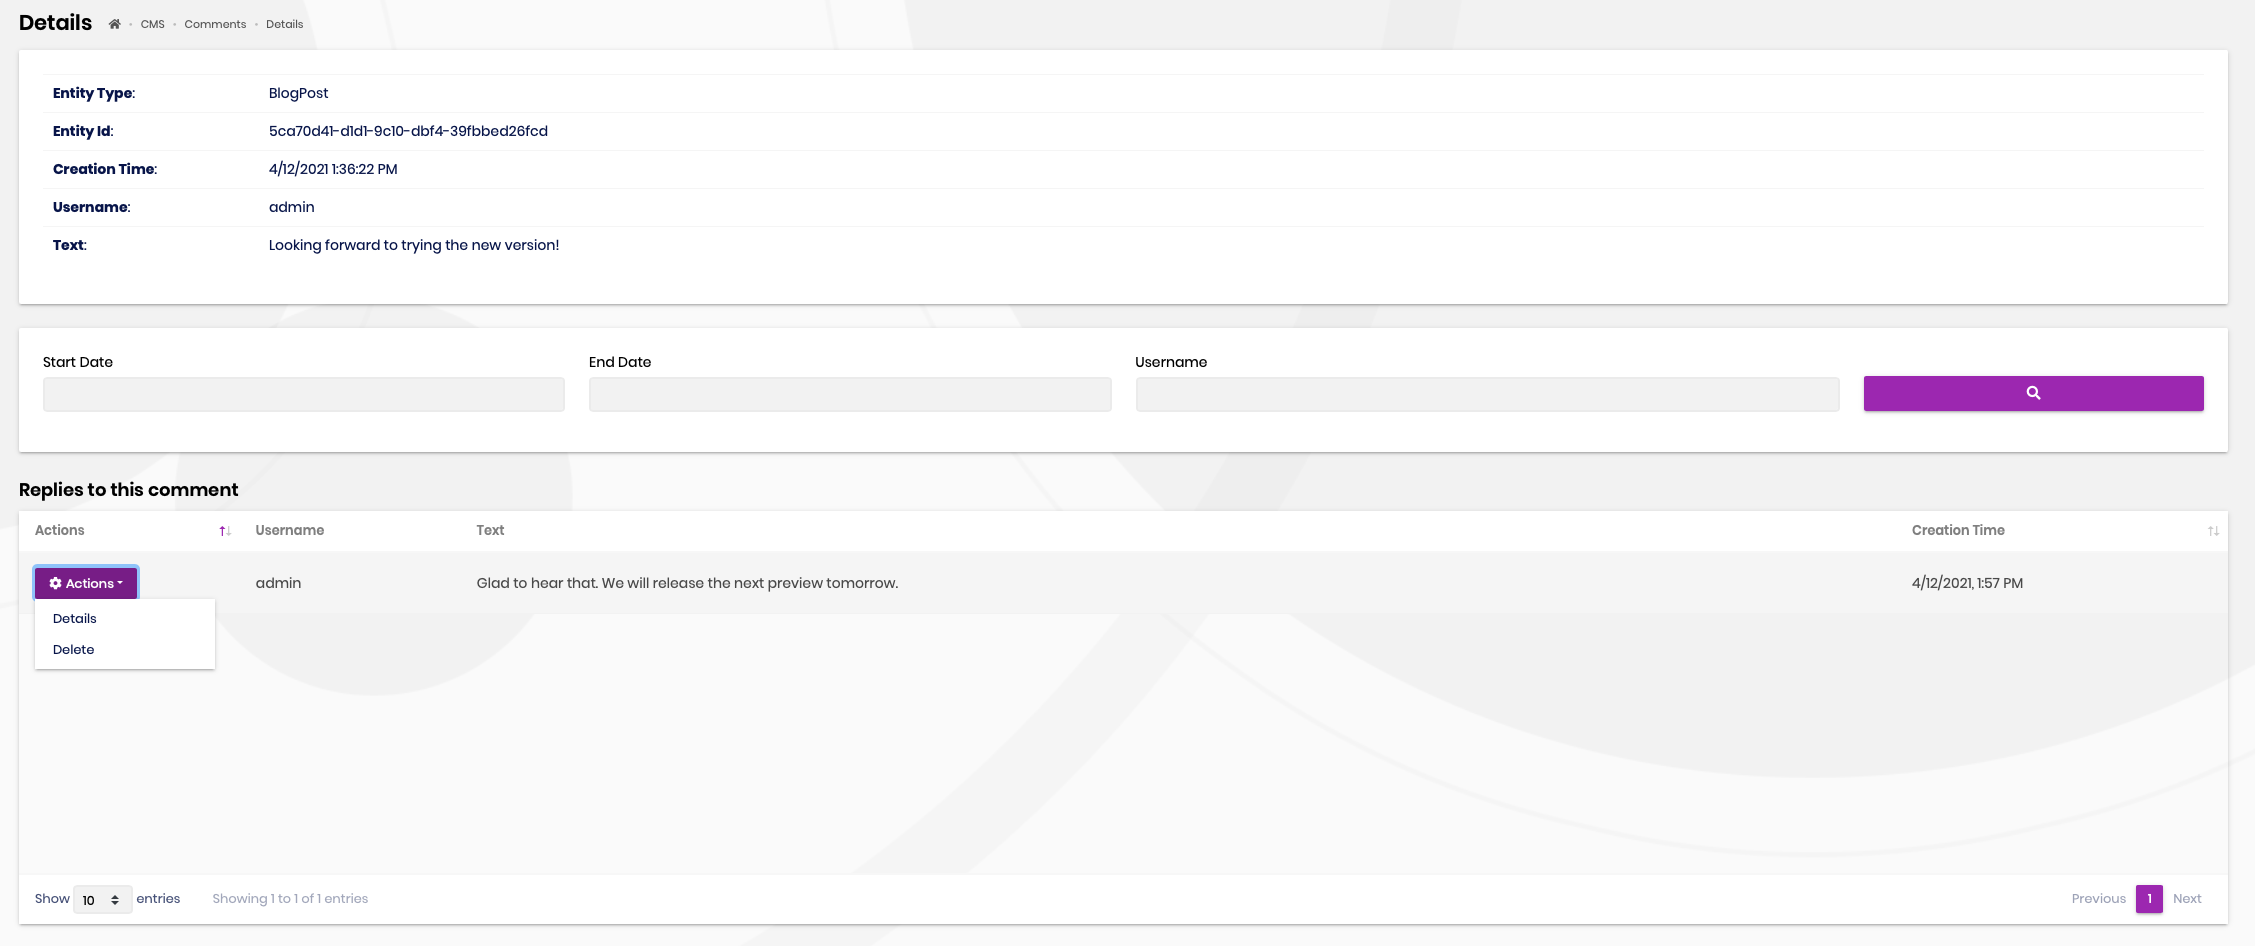 Details CMS Comments Details
Entity Type: BlogPost
Entity Id: 5ca70d41-d1d1-9c10-dbf4-39fbbed26fcd
Creation Time: 4/12/2021 1:36:22 PM
Username: admin
Text: Looking forward to trying the new version!
Start Date End Date Username
Replies to this comment
Actions Username Text Creation Time
Actions admin Glad to hear that. We will release the next preview tomorrow. 4/12/2021, 1:57 PM
Details
Delete
Show 10 entries Showing 1 to 1 of 1 entries Previous 1 Next